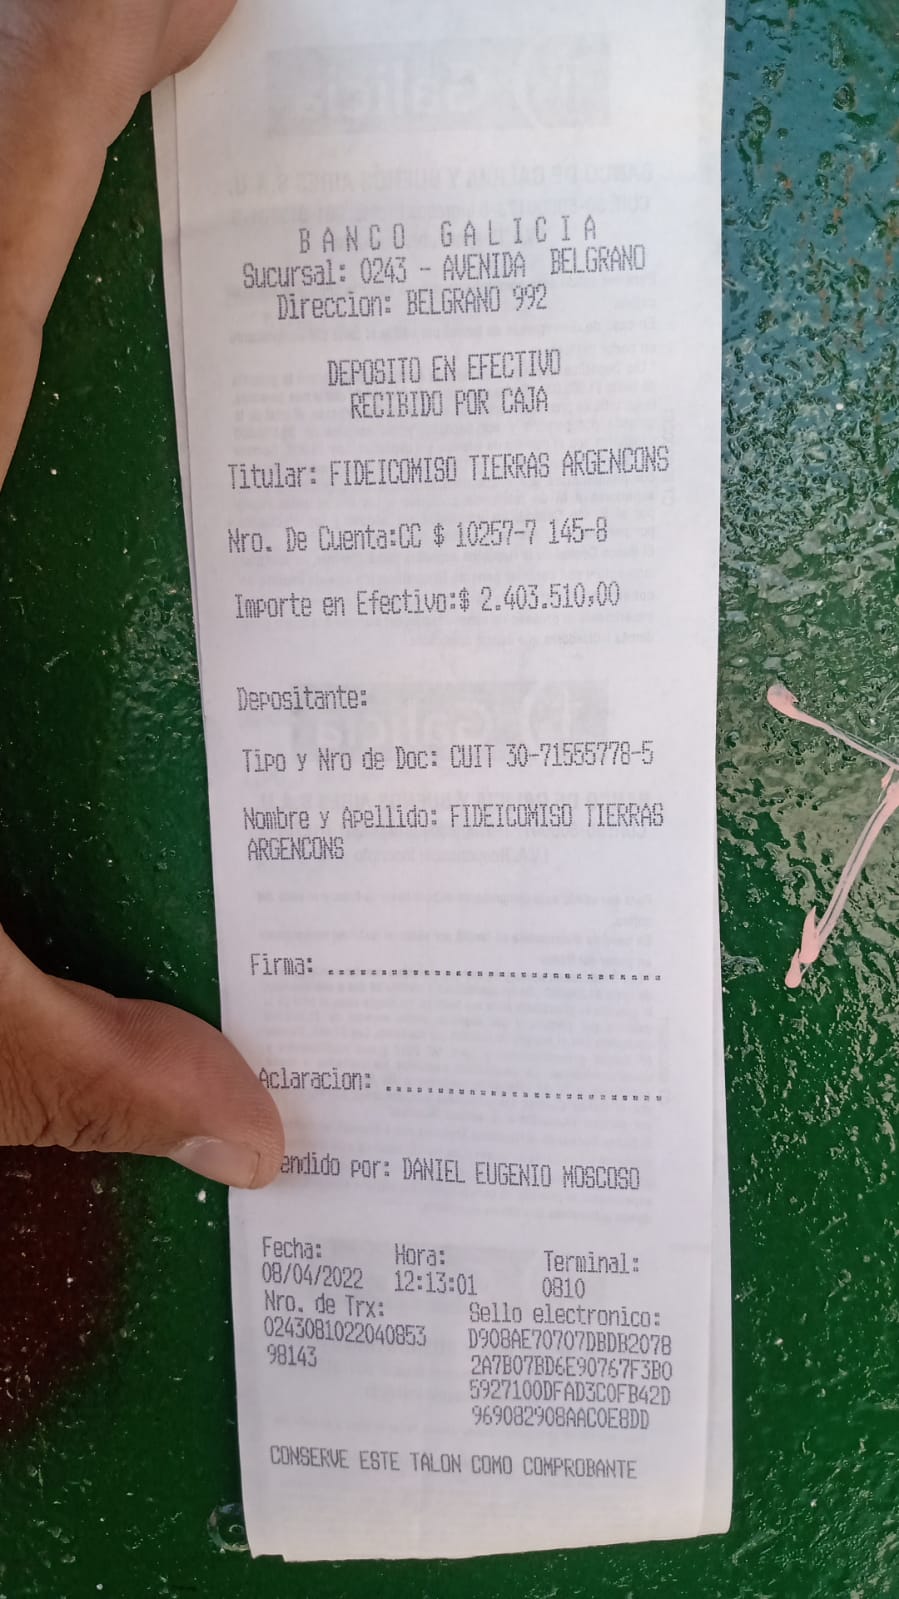 BANCO GALICIA
Sucursal: 0243 - AVENIDA BELGRANO
Direccion: BELGRANO 992
DEPOSITO EN EFECTIVO
RECIBIDO POR CAJA
Titular: FIDEICOMISO TIERRAS ARGENCONS
Nro. De Cuenta:CC $ 10257-7 145-8
Importe en Efectivo:$ 2.403.510,00
Depositante:
Tipo y Nro de Doc: CUIT 30-71555778-5
Nombre y Apellido: FIDEICOMISO TIERRAS
ARGENCONS
Firma: ..............................
Aclaracion: .........................
endido por: DANIEL EUGENIO MOSCOSO
Fecha: Hora: Terminal:
08/04/2022 12:13:01 0810
Nro. de Trx: Sello electronico:
0243081022040853 D908AE70707DBDB2078
98143 2A7B07BD6E90767F3B0
5927100DFAD3C0FB42D
969082908AAC0E8DD
CONSERVE ESTE TALON COMO COMPROBANTE